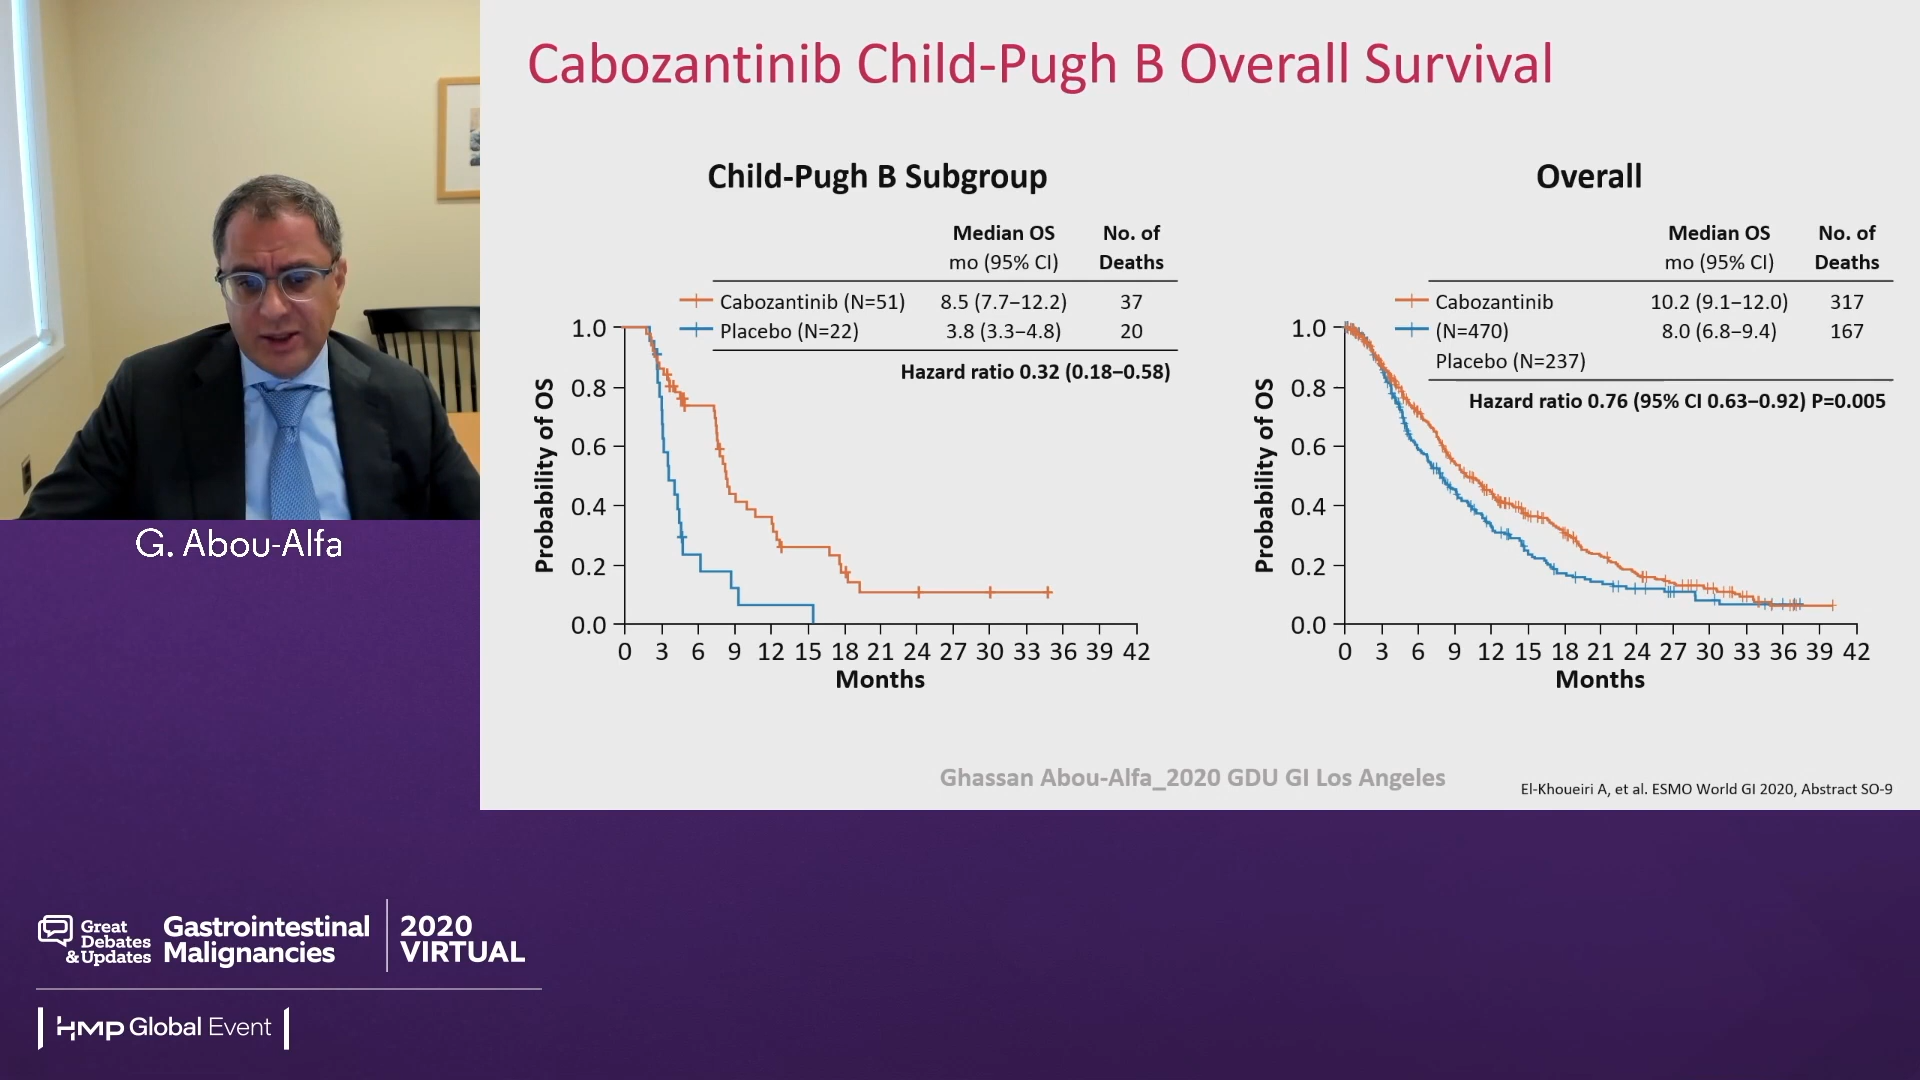 Cabozantinib Child-Pugh B Overall Survival
Child-Pugh B Subgroup
Median OS No. of
mo (95% CI) Deaths
Cabozantinib (N=51) 8.5 (7.7–12.2) 37
Placebo (N=22) 3.8 (3.3–4.8) 20
Hazard ratio 0.32 (0.18–0.58)
Probability of OS
1.0
0.8
0.6
0.4
0.2
0.0
0 3 6 9 12 15 18 21 24 27 30 33 36 39 42
Months
Overall
Median OS No. of
mo (95% CI) Deaths
Cabozantinib 10.2 (9.1–12.0) 317
(N=470) 8.0 (6.8–9.4) 167
Placebo (N=237)
Hazard ratio 0.76 (95% CI 0.63–0.92) P=0.005
Probability of OS
1.0
0.8
0.6
0.4
0.2
0.0
0 3 6 9 12 15 18 21 24 27 30 33 36 39 42
Months
Ghassan Abou-Alfa_2020 GDU GI Los Angeles
El-Khoueiri A, et al. ESMO World GI 2020, Abstract SO-9
G. Abou-Alfa
Great
Debates
&Updates
Gastrointestinal
Malignancies
2020
VIRTUAL
HMP Global Event